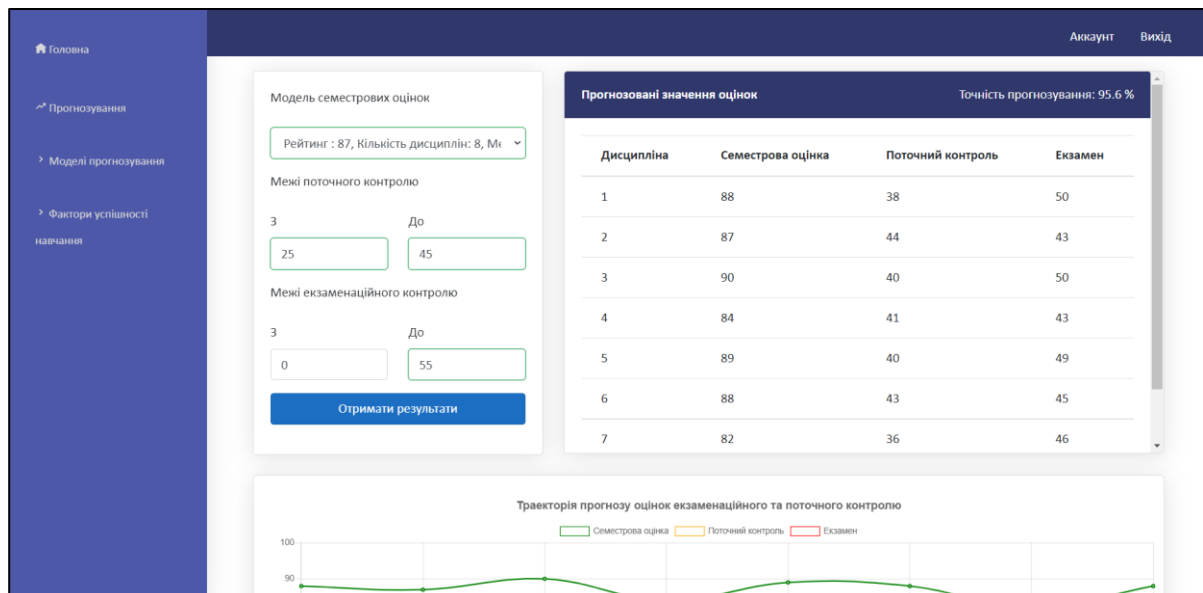 Аккаунт Вихід
Головна
Прогнозування
Моделі прогнозування
Фактори успішності
навчання
Модель семестрових оцінок
Рейтинг : 87, Кількість дисциплін: 8, Ме
Межі поточного контролю
З До
25 45
Межі екзаменаційного контролю
З До
0 55
Отримати результати
Прогнозовані значення оцінок Точність прогнозування: 95.6 %
Дисципліна Семестрова оцінка Поточний контроль Екзамен
1 88 38 50
2 87 44 43
3 90 40 50
4 84 41 43
5 89 40 49
6 88 43 45
7 82 36 46
Траекторія прогнозу оцінок екзаменаційного та поточного контролю
Семестрова оцінка Поточний контроль Екзамен
100
90